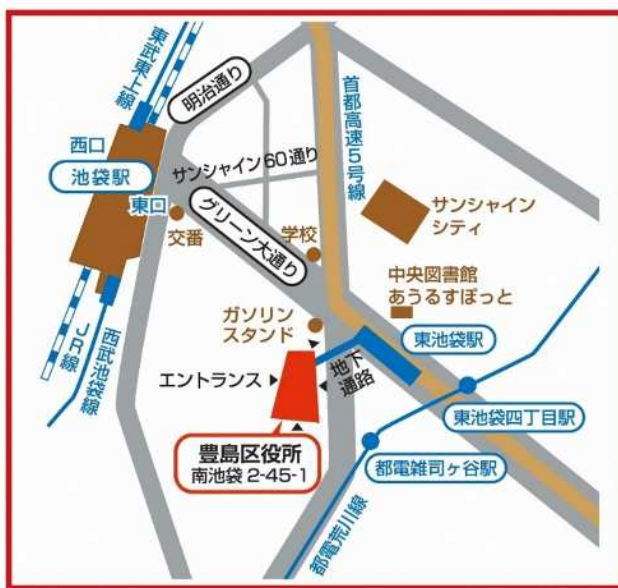 東武東上線
明治通り
首都高速5号線
西口
池袋駅
東口
サンシャイン60通り
交番
グリーン大通り
学校
サンシャイン
シティ
中央図書館
あうるすぽっと
ガソリン
スタンド
東池袋駅
JR線
西武池袋線
エントランス
地下
通路
東池袋四丁目駅
豊島区役所
南池袋 2-45-1
都電雑司ヶ谷駅
都電荒川線